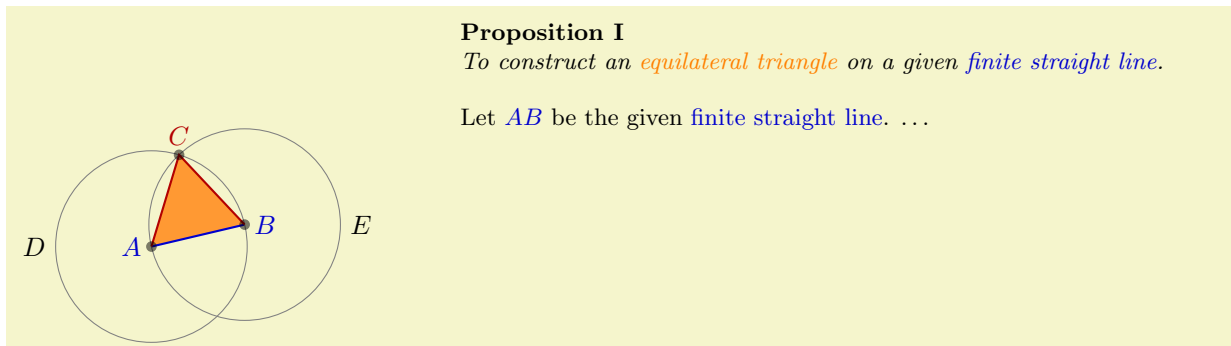 Proposition I
To construct an equilateral triangle on a given finite straight line.
Let AB be the given finite straight line. …
C
B
E
D
A